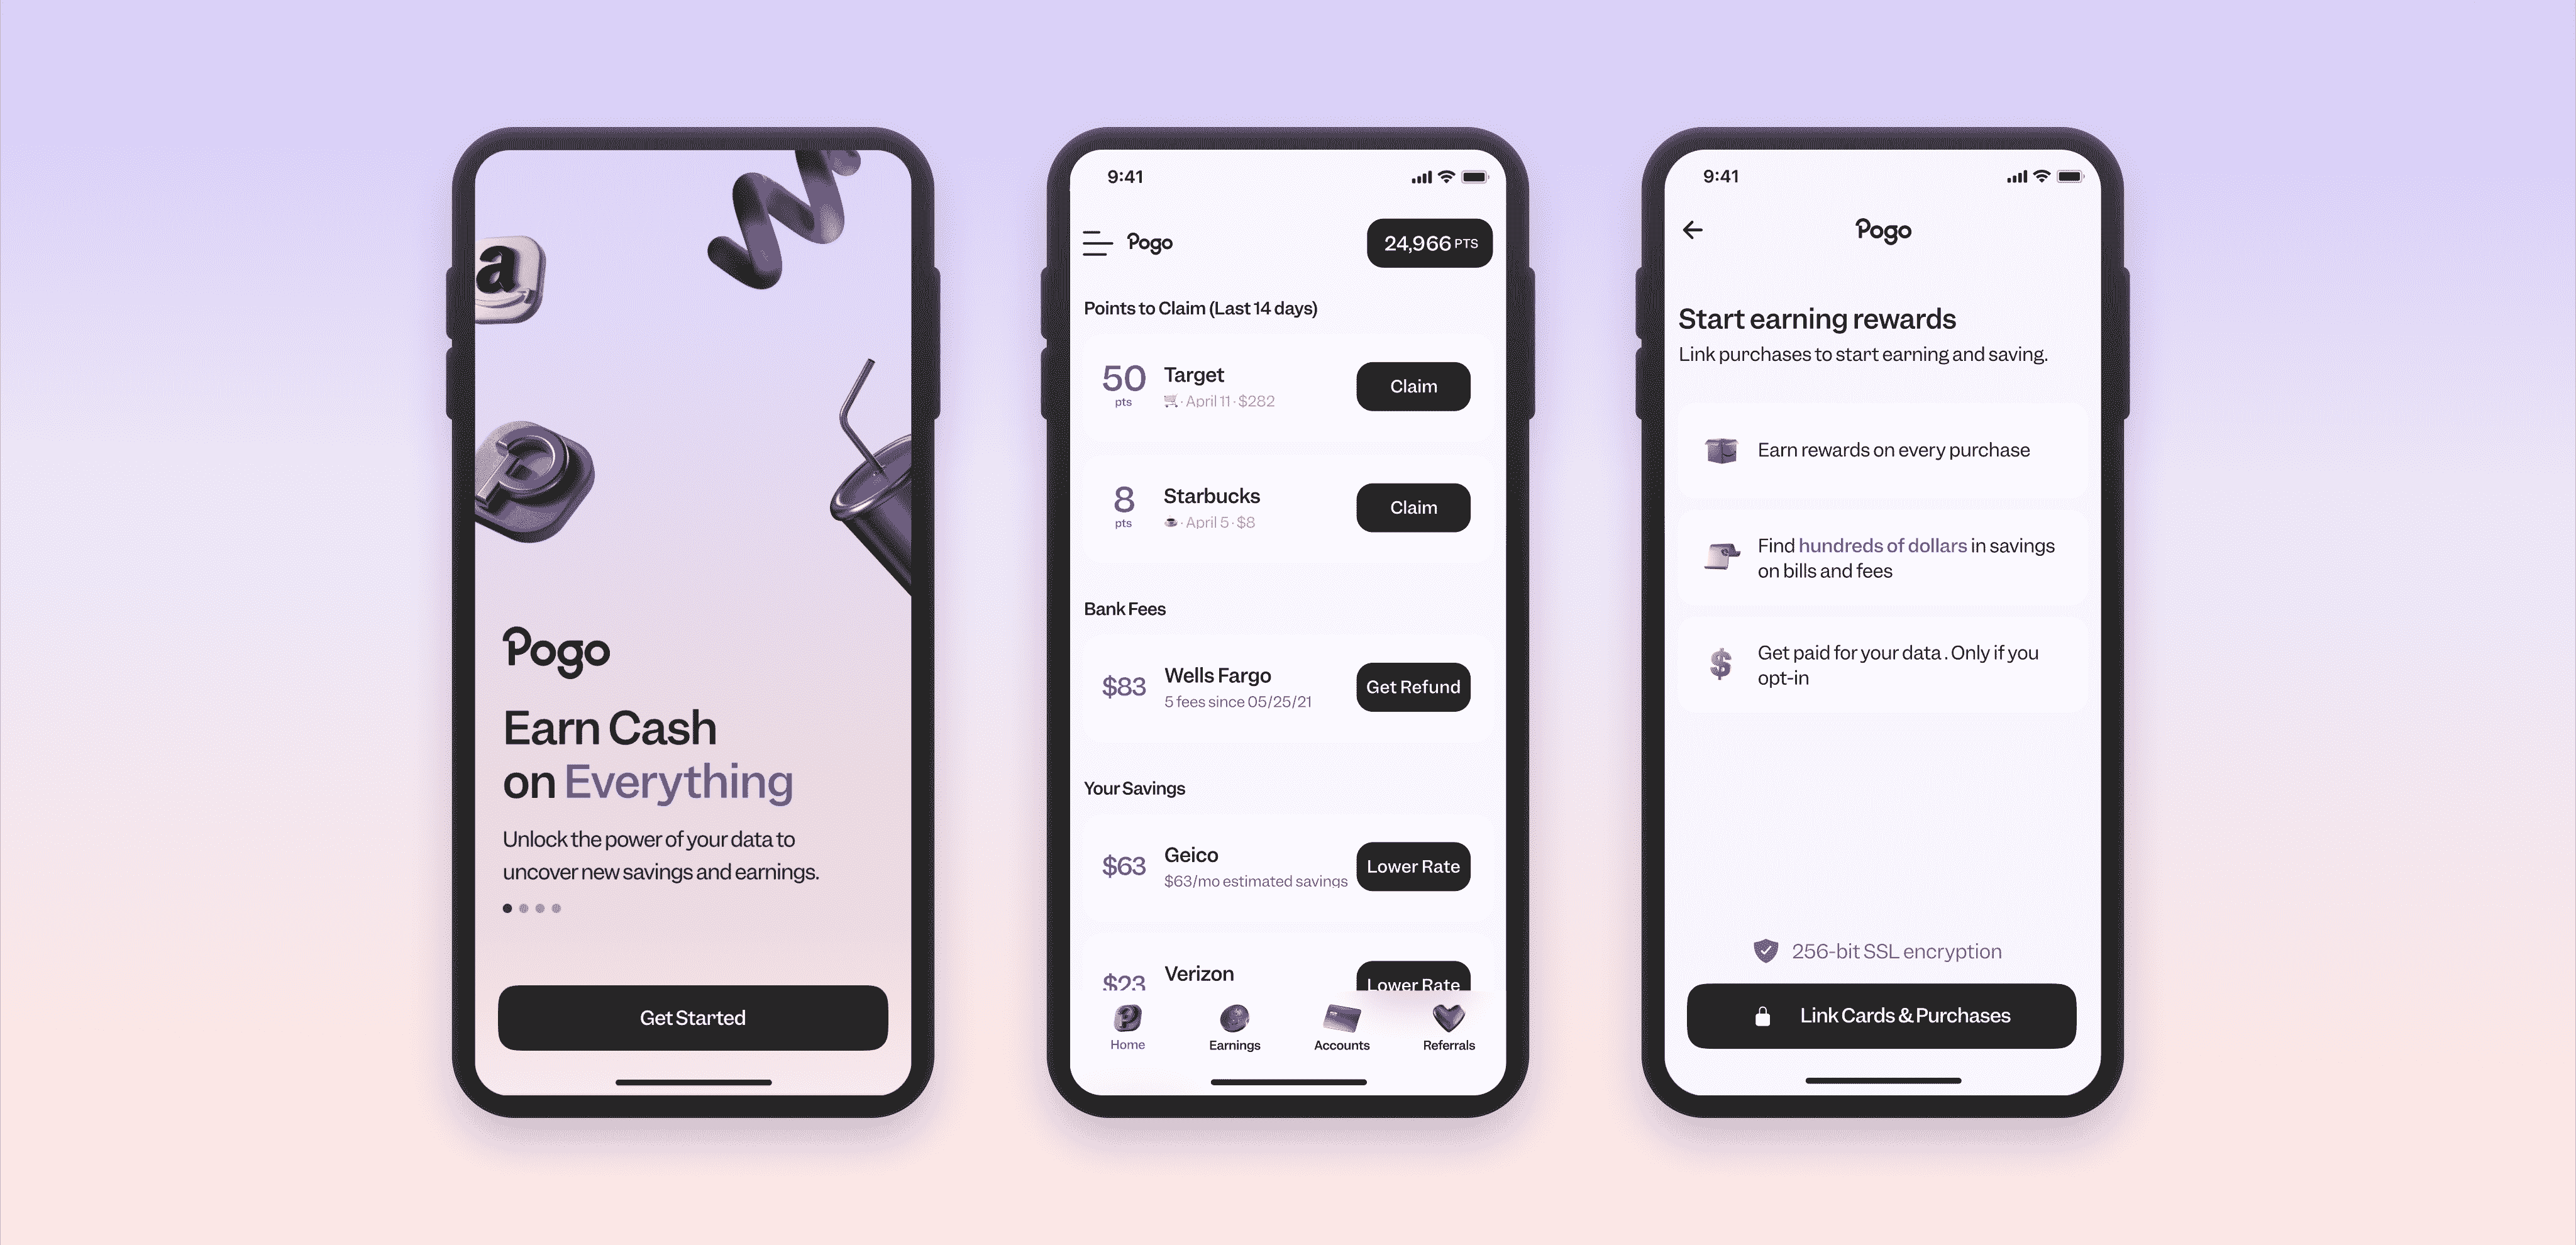 a
Pogo
Earn Cash
on Everything
Unlock the power of your data to
uncover new savings and earnings.
Get Started
9:41
Pogo
24,966 PTS
Points to Claim (Last 14 days)
50
pts
Target
· April 11 · $282
Claim
8
pts
Starbucks
· April 5 · $8
Claim
Bank Fees
$83
Wells Fargo
5 fees since 05/25/21
Get Refund
Your Savings
$63
Geico
$63/mo estimated savings
Lower Rate
$23
Verizon
Lower Rate
Home
Earnings
Accounts
Referrals
9:41
Pogo
Start earning rewards
Link purchases to start earning and saving.
Earn rewards on every purchase
Find hundreds of dollars in savings
on bills and fees
$
Get paid for your data . Only if you
opt-in
256-bit SSL encryption
Link Cards & Purchases